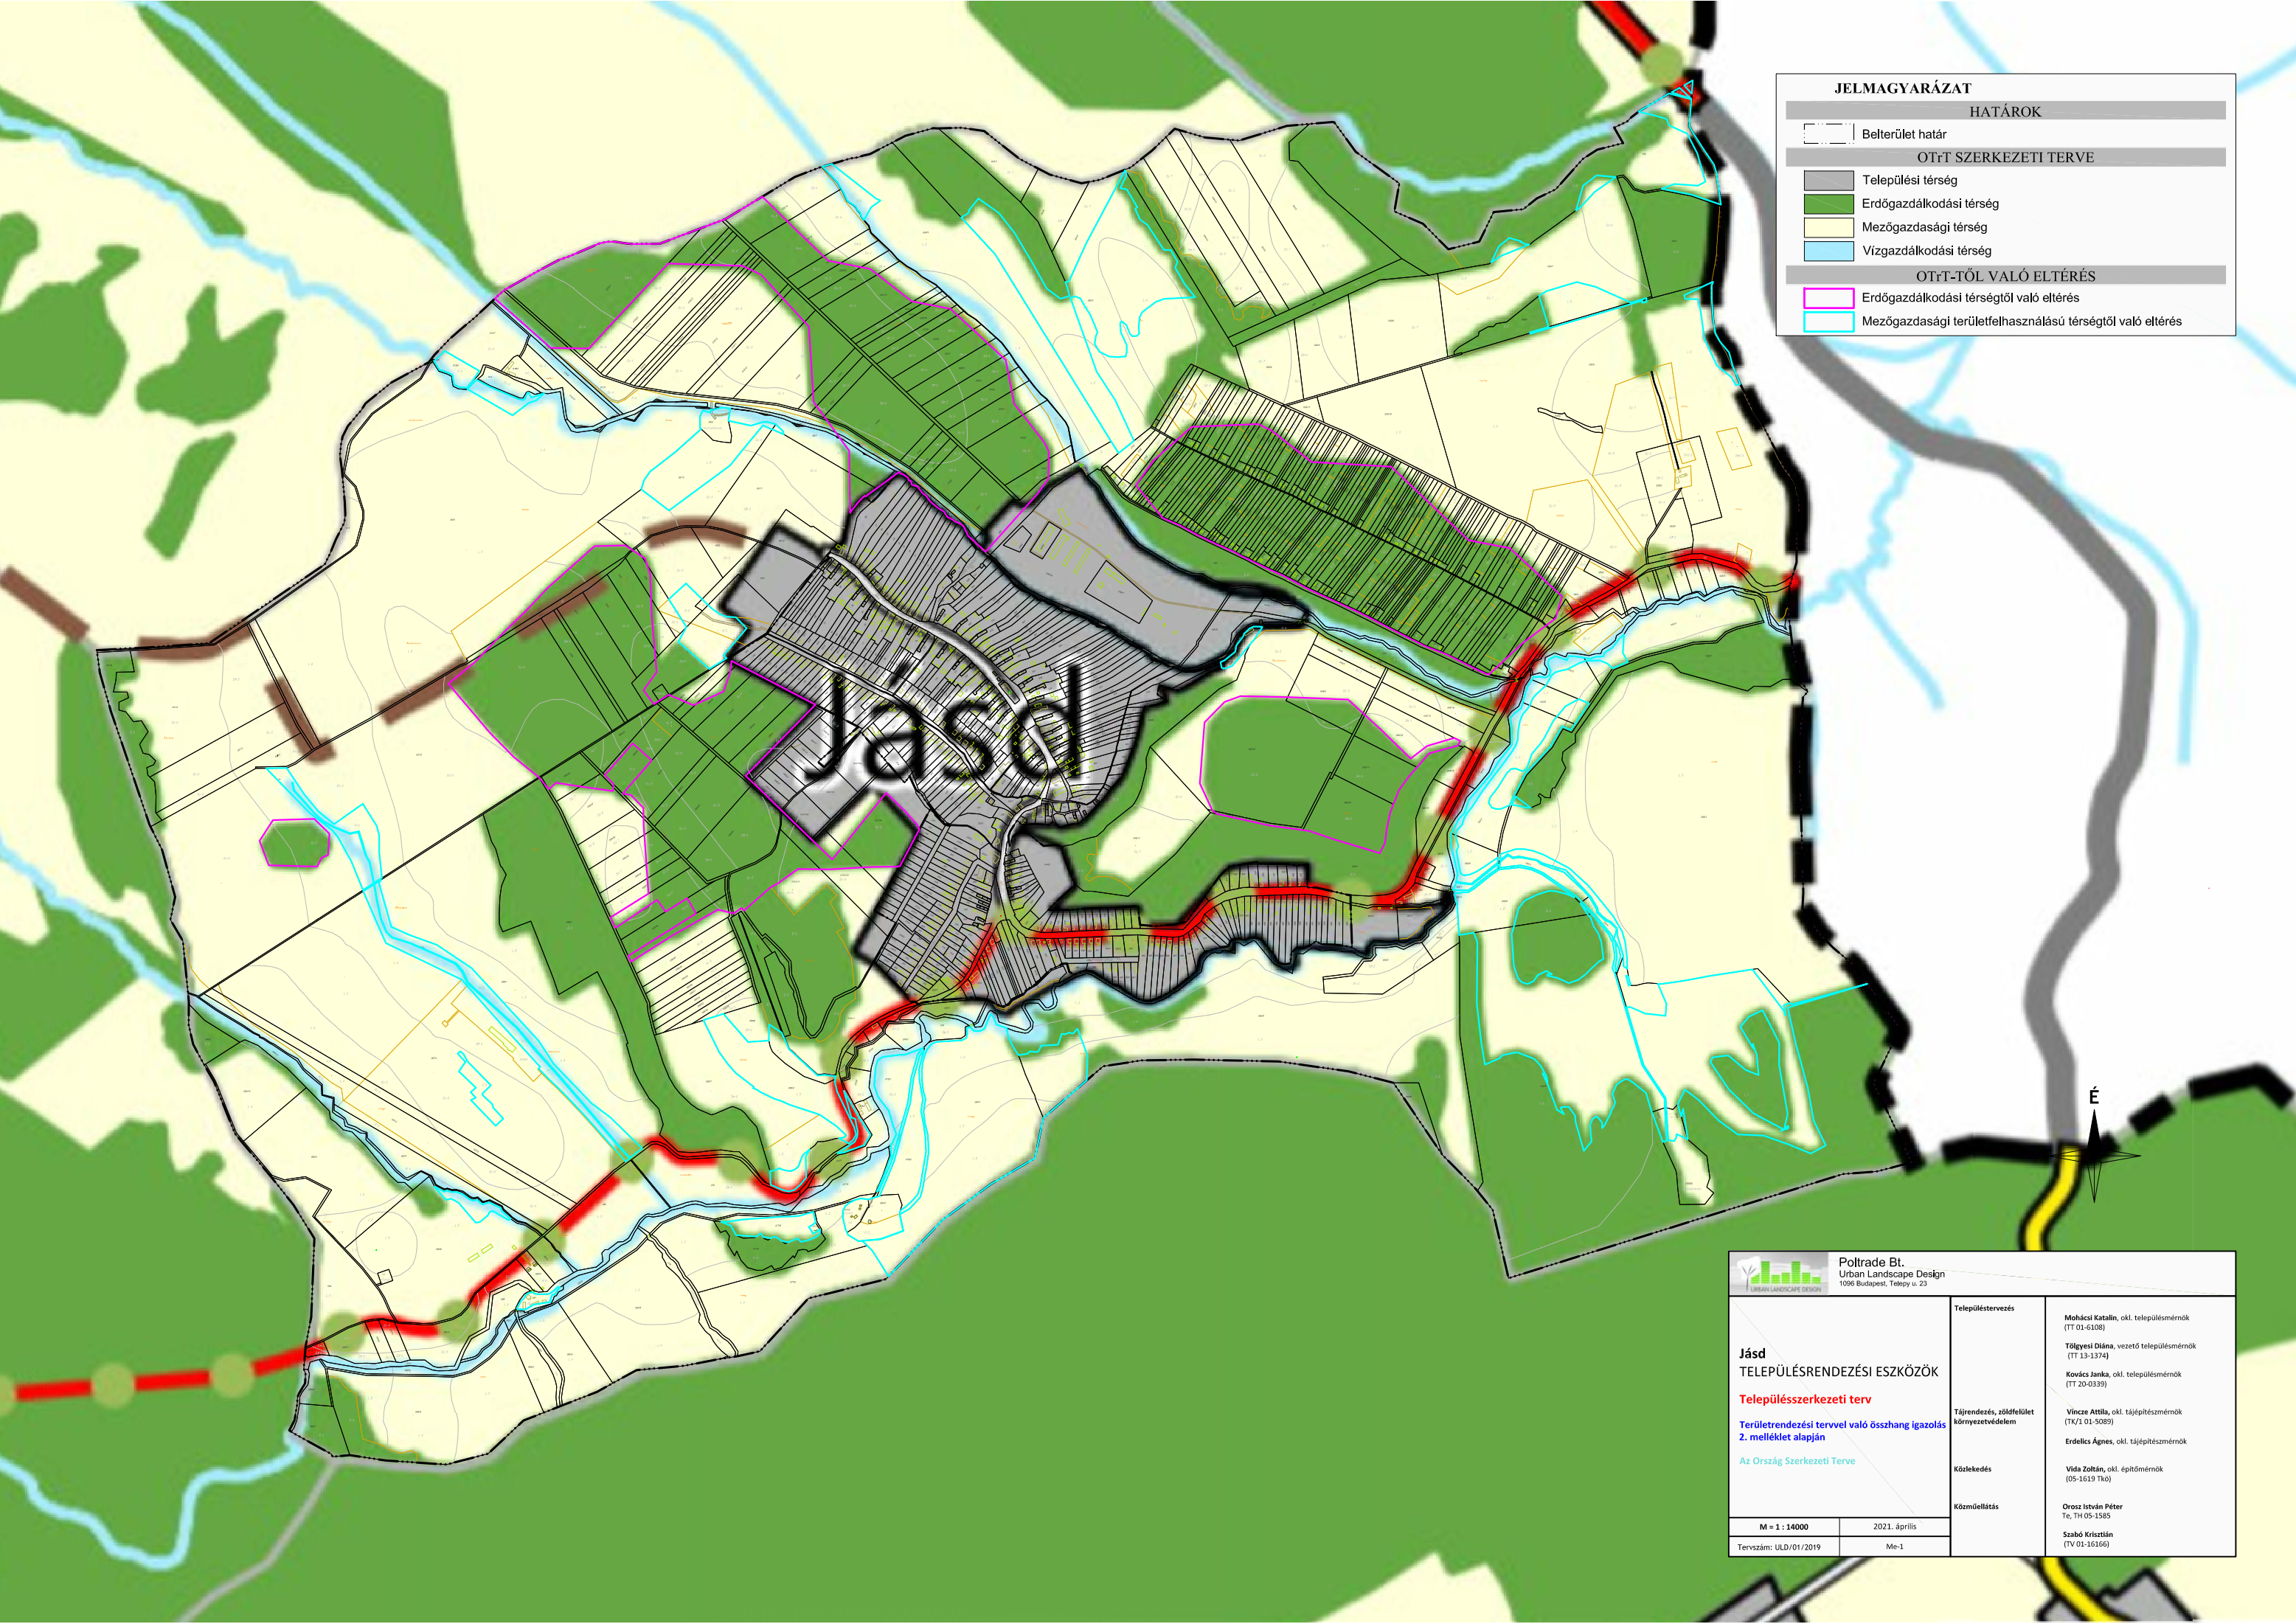 JELMAGYARÁZAT
HATÁROK
Belterület határ
OTrT SZERKEZETI TERVE
Települési térség
Erdőgazdálkodási térség
Mezőgazdasági térség
Vízgazdálkodási térség
OTrT-TŐL VALÓ ELTÉRÉS
Erdőgazdálkodási térségtől való eltérés
Mezőgazdasági területfelhasználású térségtől való eltérés
Jásd
É
URBAN LANDSCAPE DESIGN
Poltrade Bt.
Urban Landscape Design
1096 Budapest, Telepy u. 23
Jásd
TELEPÜLÉSRENDEZÉSI ESZKÖZÖK
Településszerkezeti terv
Területrendezési tervvel való összhang igazolás
2. melléklet alapján
Az Ország Szerkezeti Terve
M = 1 : 14000
2021. április
Tervszám: ULD/01/2019
Me-1
Településtervezés
Mohácsi Katalin, okl. településmérnök
(TT 01-6108)
Tölgyesi Diána, vezető településmérnök
(TT 13-1374)
Kovács Janka, okl. településmérnök
(TT 20-0339)
Tájrendezés, zöldfelület
környezetvédelem
Vincze Attila, okl. tájépítészmérnök
(TK/1 01-5089)
Erdelics Ágnes, okl. tájépítészmérnök
Közlekedés
Vida Zoltán, okl. építőmérnök
(05-1619 Tkö)
Közműellátás
Orosz István Péter
Te, TH 05-1585
Szabó Krisztián
(TV 01-16166)